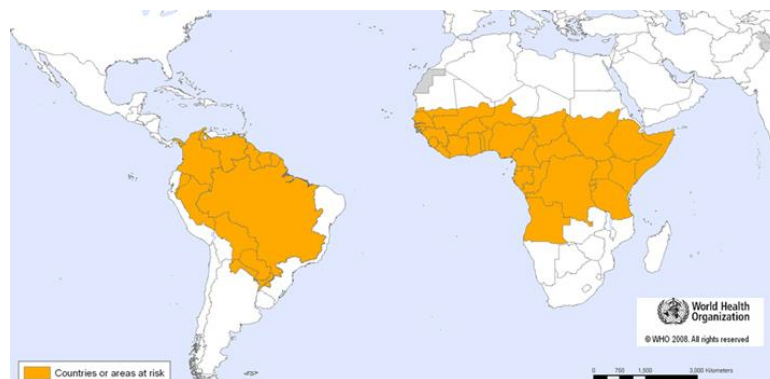 World Health
Organization
© WHO 2008. All rights reserved
Countries or areas at risk
0 750 1,500 3,000 Kilometers